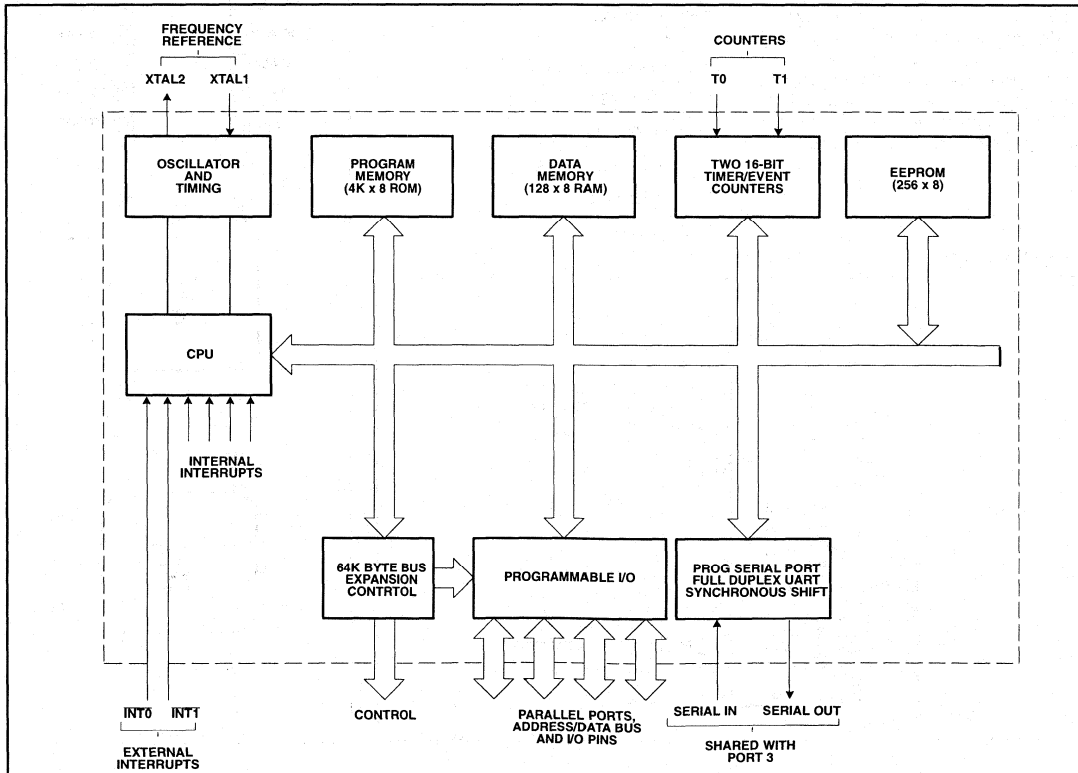 FREQUENCY
REFERENCE
COUNTERS
XTAL2
XTAL1
T0
T1
OSCILLATOR
AND
TIMING
PROGRAM
MEMORY
(4K x 8 ROM)
DATA
MEMORY
(128 x 8 RAM)
TWO 16-BIT
TIMER/EVENT
COUNTERS
EEPROM
(256 x 8)
CPU
INTERNAL
INTERRUPTS
64K BYTE BUS
EXPANSION
CONTRTOL
PROGRAMMABLE I/O
PROG SERIAL PORT
FULL DUPLEX UART
SYNCHRONOUS SHIFT
INT0
INT1
EXTERNAL
INTERRUPTS
CONTROL
PARALLEL PORTS,
ADDRESS/DATA BUS
AND I/O PINS
SERIAL IN
SERIAL OUT
SHARED WITH
PORT 3